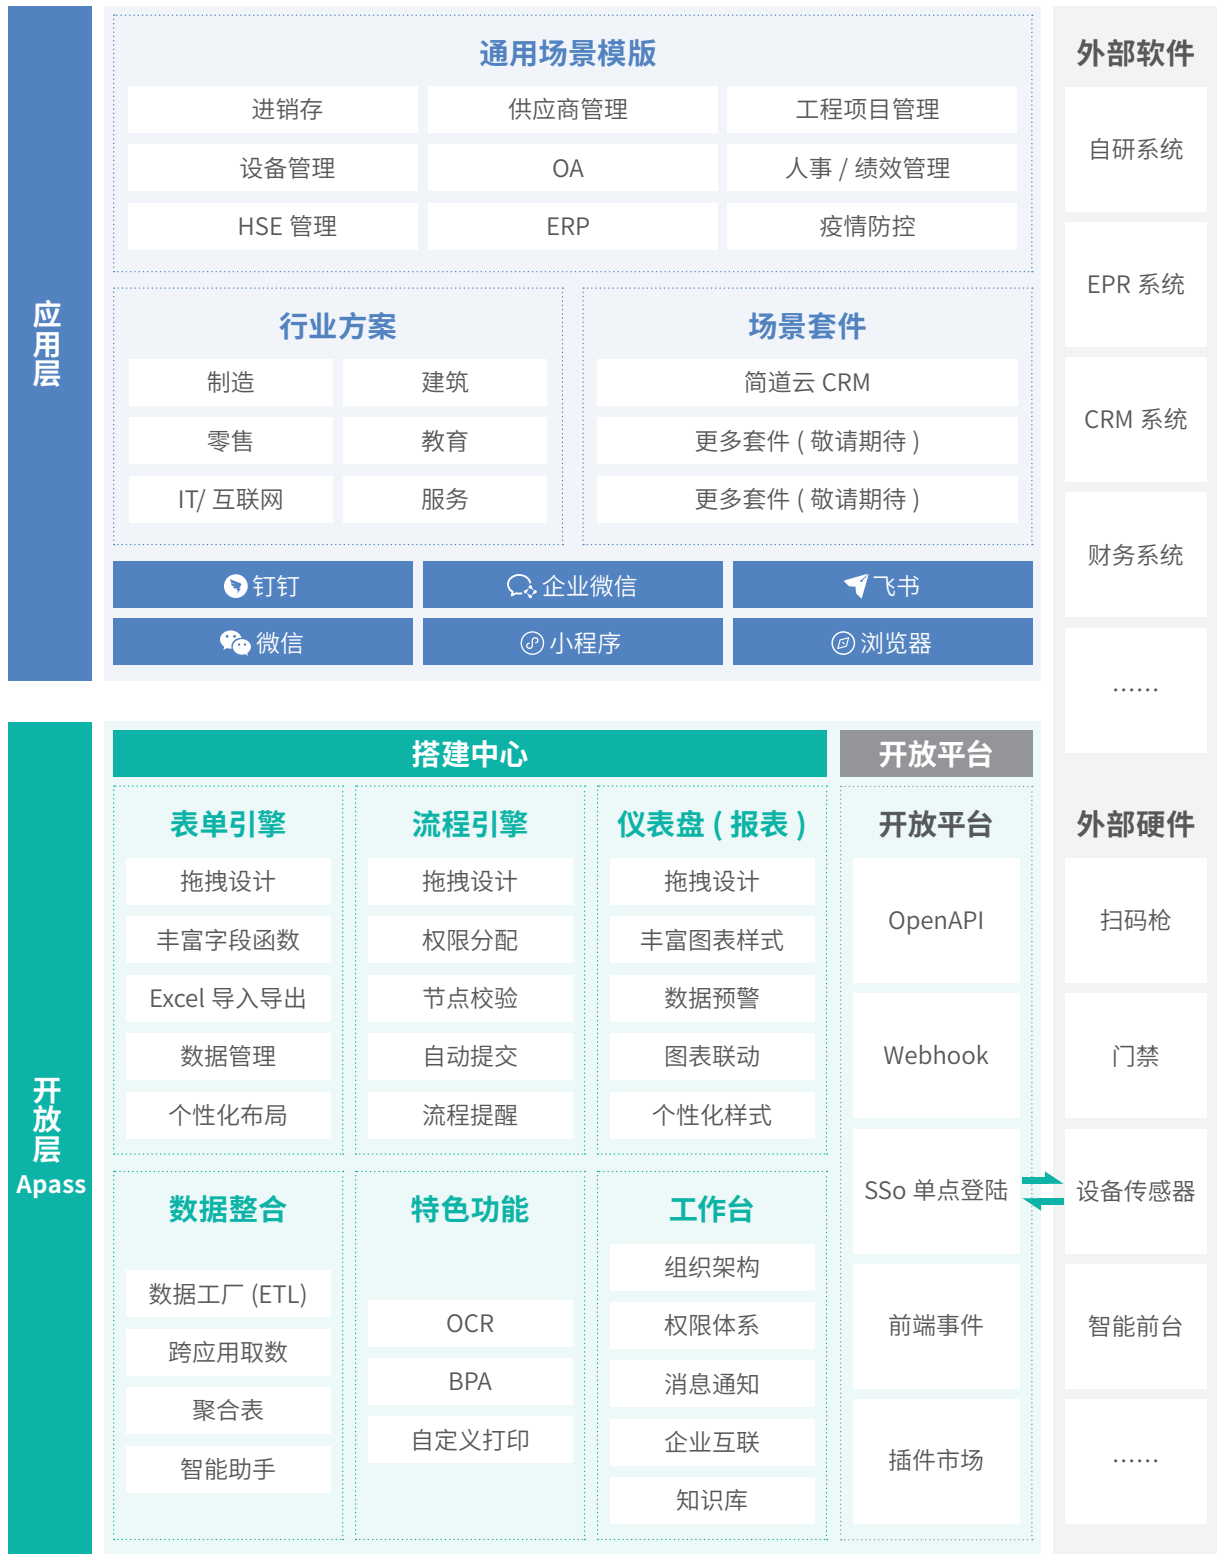 应用层
通用场景模版
进销存
供应商管理
工程项目管理
设备管理
OA
人事 / 绩效管理
HSE 管理
ERP
疫情防控
行业方案
制造
建筑
零售
教育
IT/ 互联网
服务
场景套件
简道云 CRM
更多套件 ( 敬请期待 )
更多套件 ( 敬请期待 )
钉钉
企业微信
飞书
微信
小程序
浏览器
外部软件
自研系统
EPR 系统
CRM 系统
财务系统
······
开放层
Apass
搭建中心
表单引擎
拖拽设计
丰富字段函数
Excel 导入导出
数据管理
个性化布局
流程引擎
拖拽设计
权限分配
节点校验
自动提交
流程提醒
仪表盘 ( 报表 )
拖拽设计
丰富图表样式
数据预警
图表联动
个性化样式
数据整合
数据工厂 (ETL)
跨应用取数
聚合表
智能助手
特色功能
OCR
BPA
自定义打印
工作台
组织架构
权限体系
消息通知
企业互联
知识库
开放平台
开放平台
OpenAPI
Webhook
SSo 单点登陆
前端事件
插件市场
外部硬件
扫码枪
门禁
设备传感器
智能前台
······